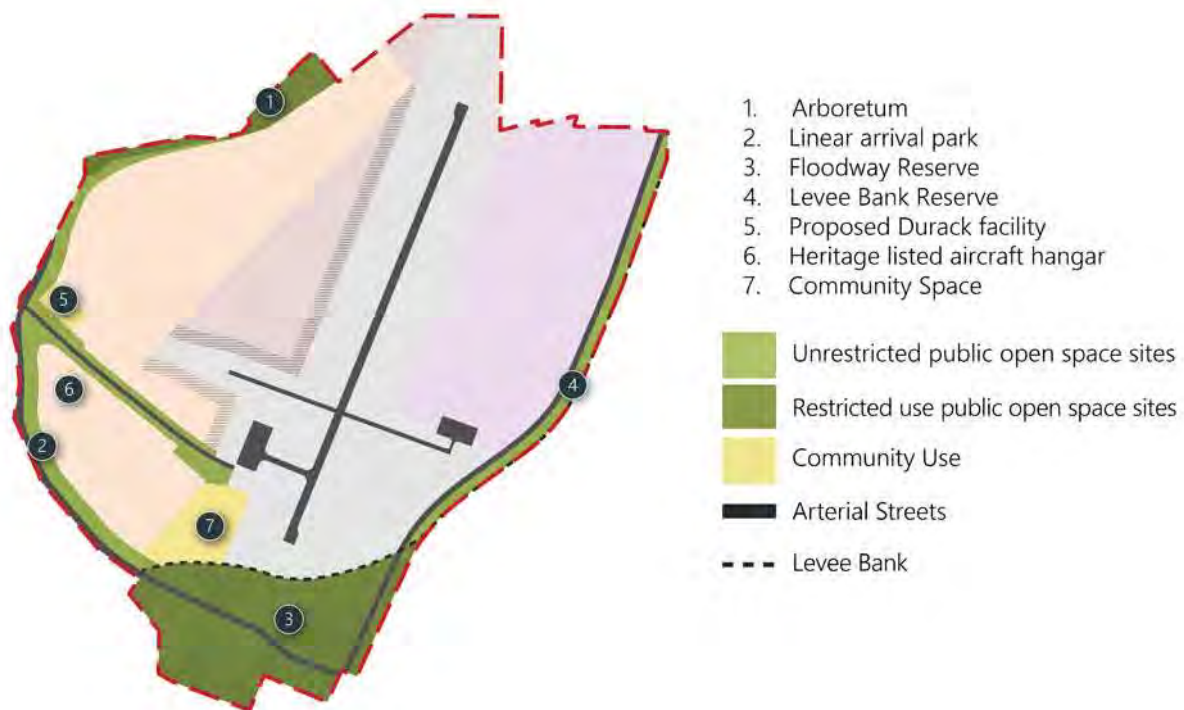 1
2
3
4
5
6
7
1. Arboretum
2. Linear arrival park
3. Floodway Reserve
4. Levee Bank Reserve
5. Proposed Durack facility
6. Heritage listed aircraft hangar
7. Community Space
Unrestricted public open space sites
Restricted use public open space sites
Community Use
Arterial Streets
Levee Bank